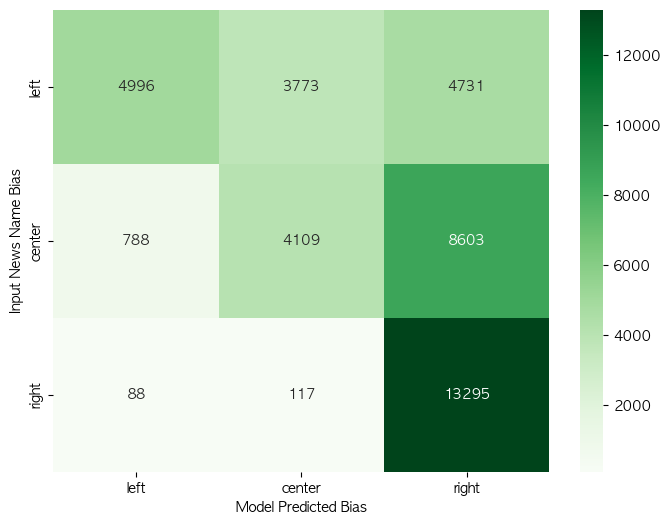 Input News Name Bias
left
4996 3773 4731
center
788 4109 8603
right
88 117 13295
left center right
Model Predicted Bias
12000
10000
8000
6000
4000
2000